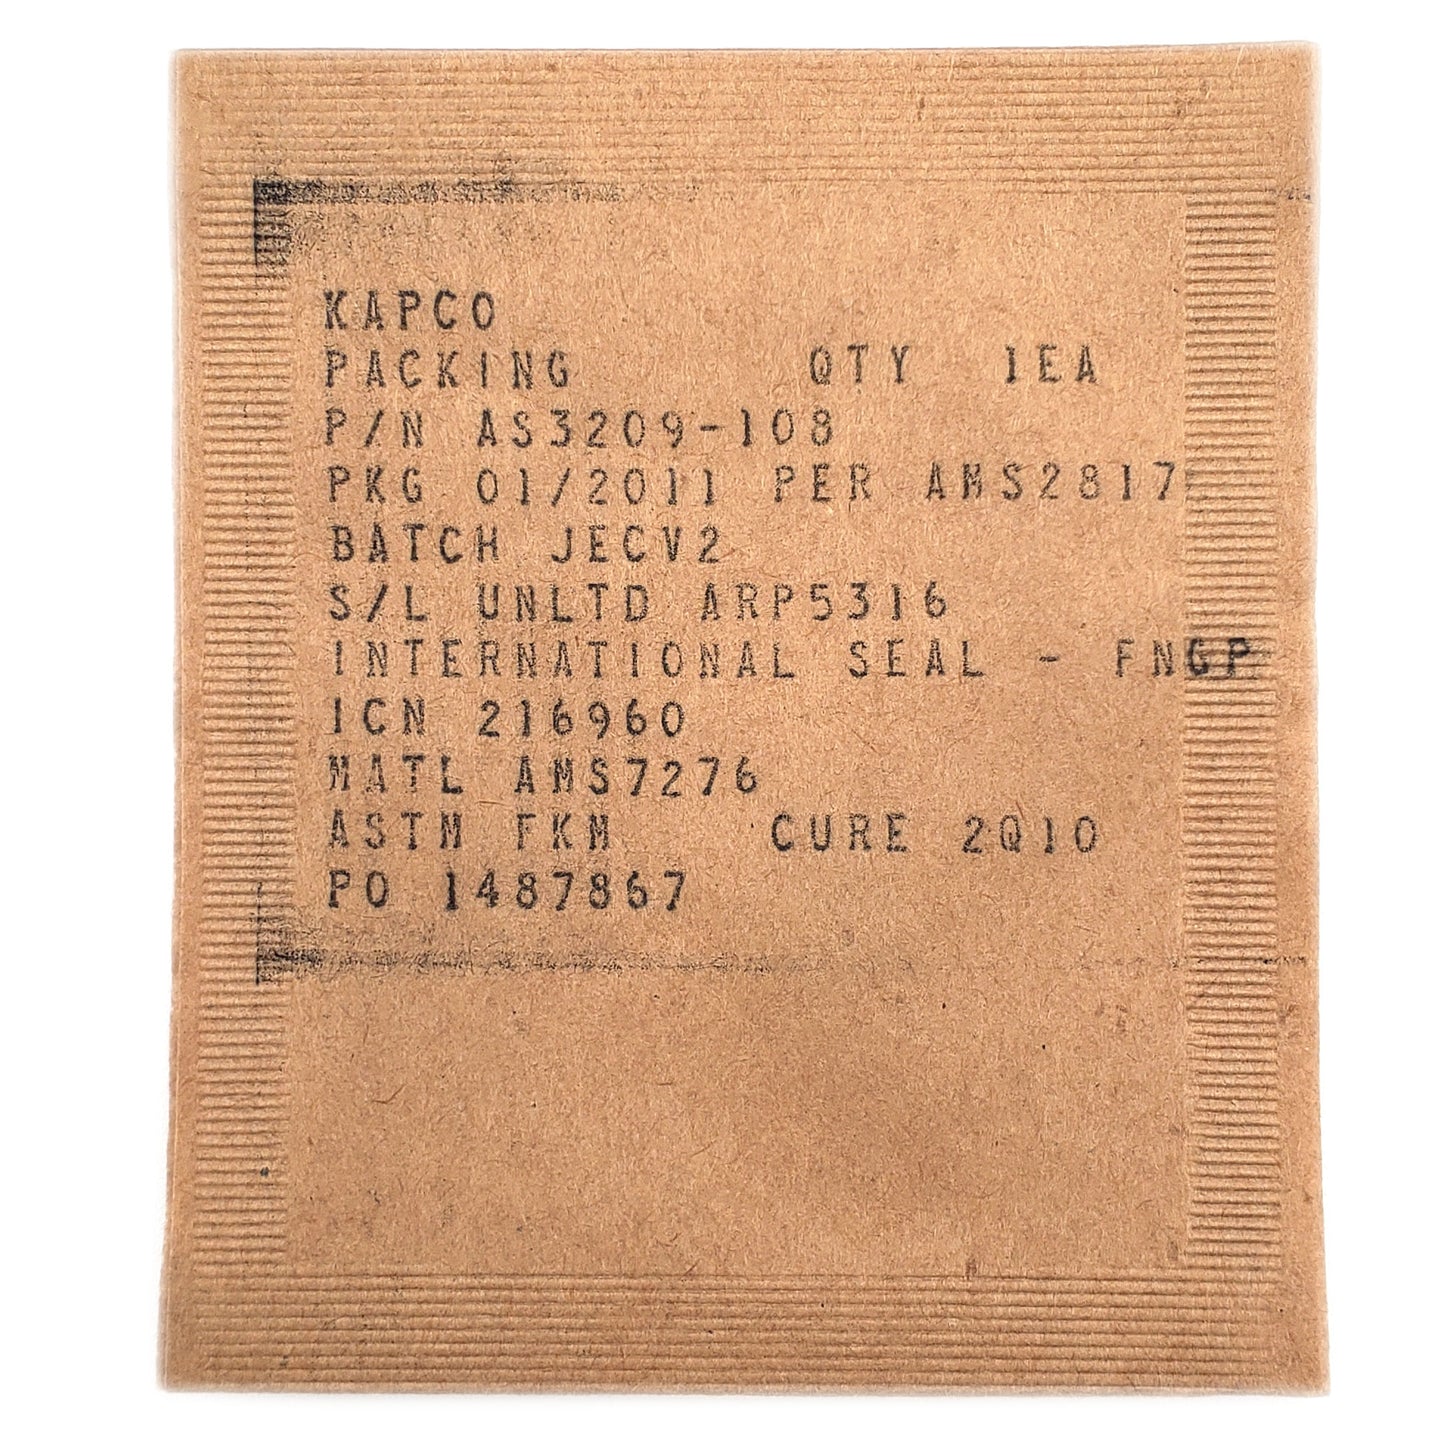 KAPCO
PACKING QTY 1EA
P/N AS3209-108
PKG 01/2011 PER AMS2817
BATCH JECV2
S/L UNLTD ARP5316
INTERNATIONAL SEAL - FNGP
ICN 216960
MATL AMS7276
ASTM FKM CURE 2Q10
PO 1487867